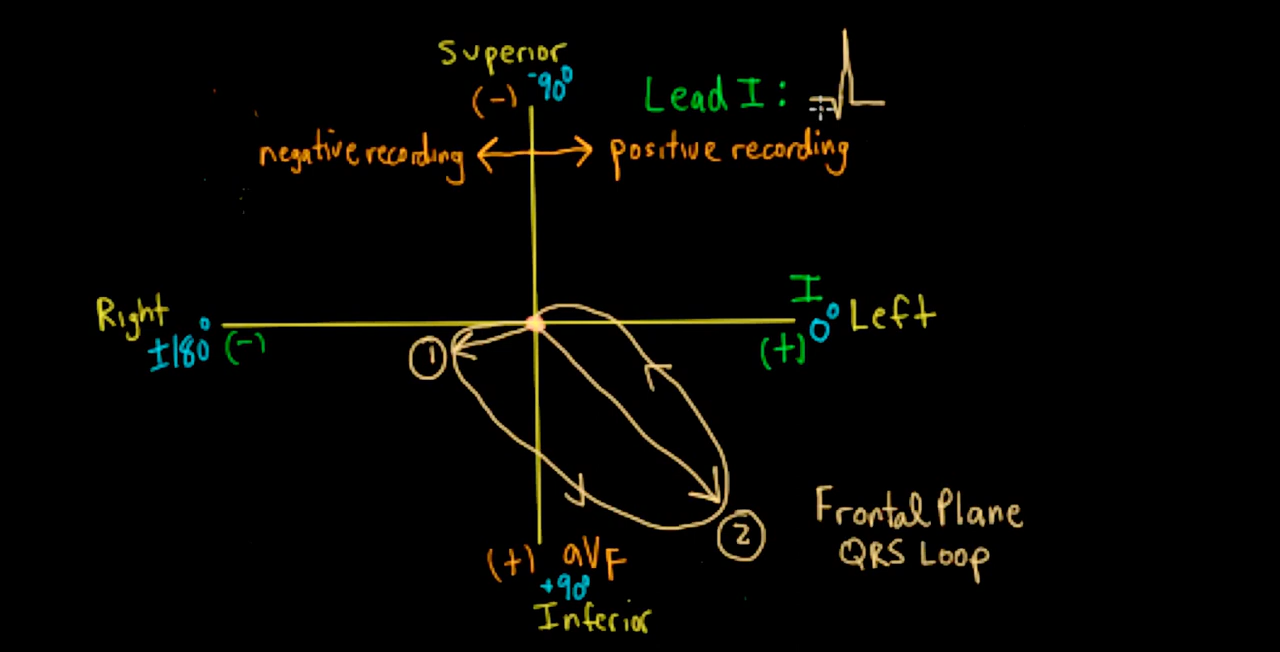 Superior
(-) -90°
Lead I:
negative recording positive recording
I
Right 0° Left
±180° (-) (+)
1
2
Frontal Plane
QRS Loop
(+) aVF
+90°
Inferior